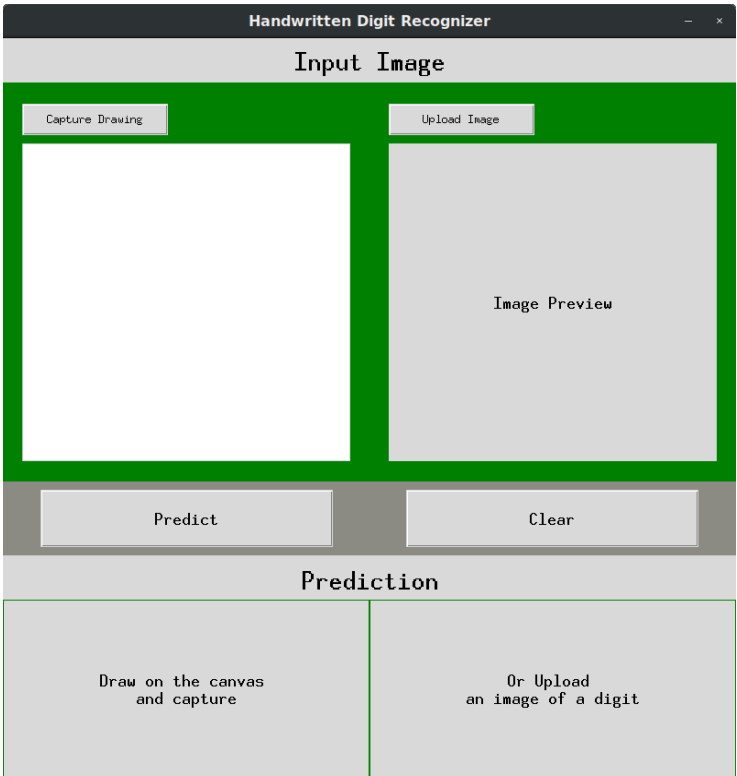 Handwritten Digit Recognizer
Input Image
Capture Drawing
Upload Image
Image Preview
Predict
Clear
Prediction
Draw on the canvas
and capture
Or Upload
an image of a digit